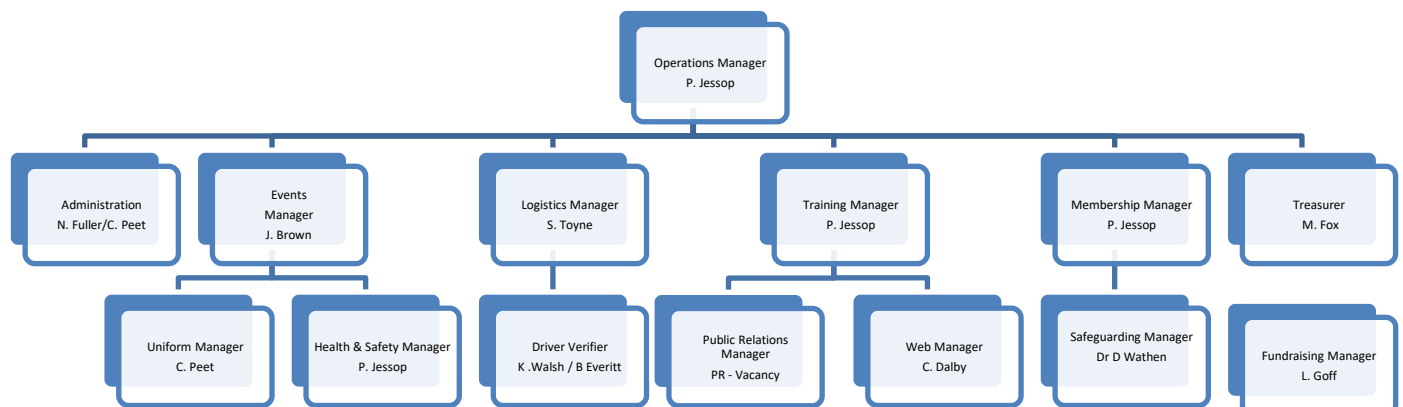 Operations Manager
P. Jessop
Administration
N. Fuller/C. Peet
Events
Manager
J. Brown
Logistics Manager
S. Toyne
Training Manager
P. Jessop
Membership Manager
P. Jessop
Treasurer
M. Fox
Uniform Manager
C. Peet
Health & Safety Manager
P. Jessop
Driver Verifier
K .Walsh / B Everitt
Public Relations
Manager
PR - Vacancy
Web Manager
C. Dalby
Safeguarding Manager
Dr D Wathen
Fundraising Manager
L. Goff